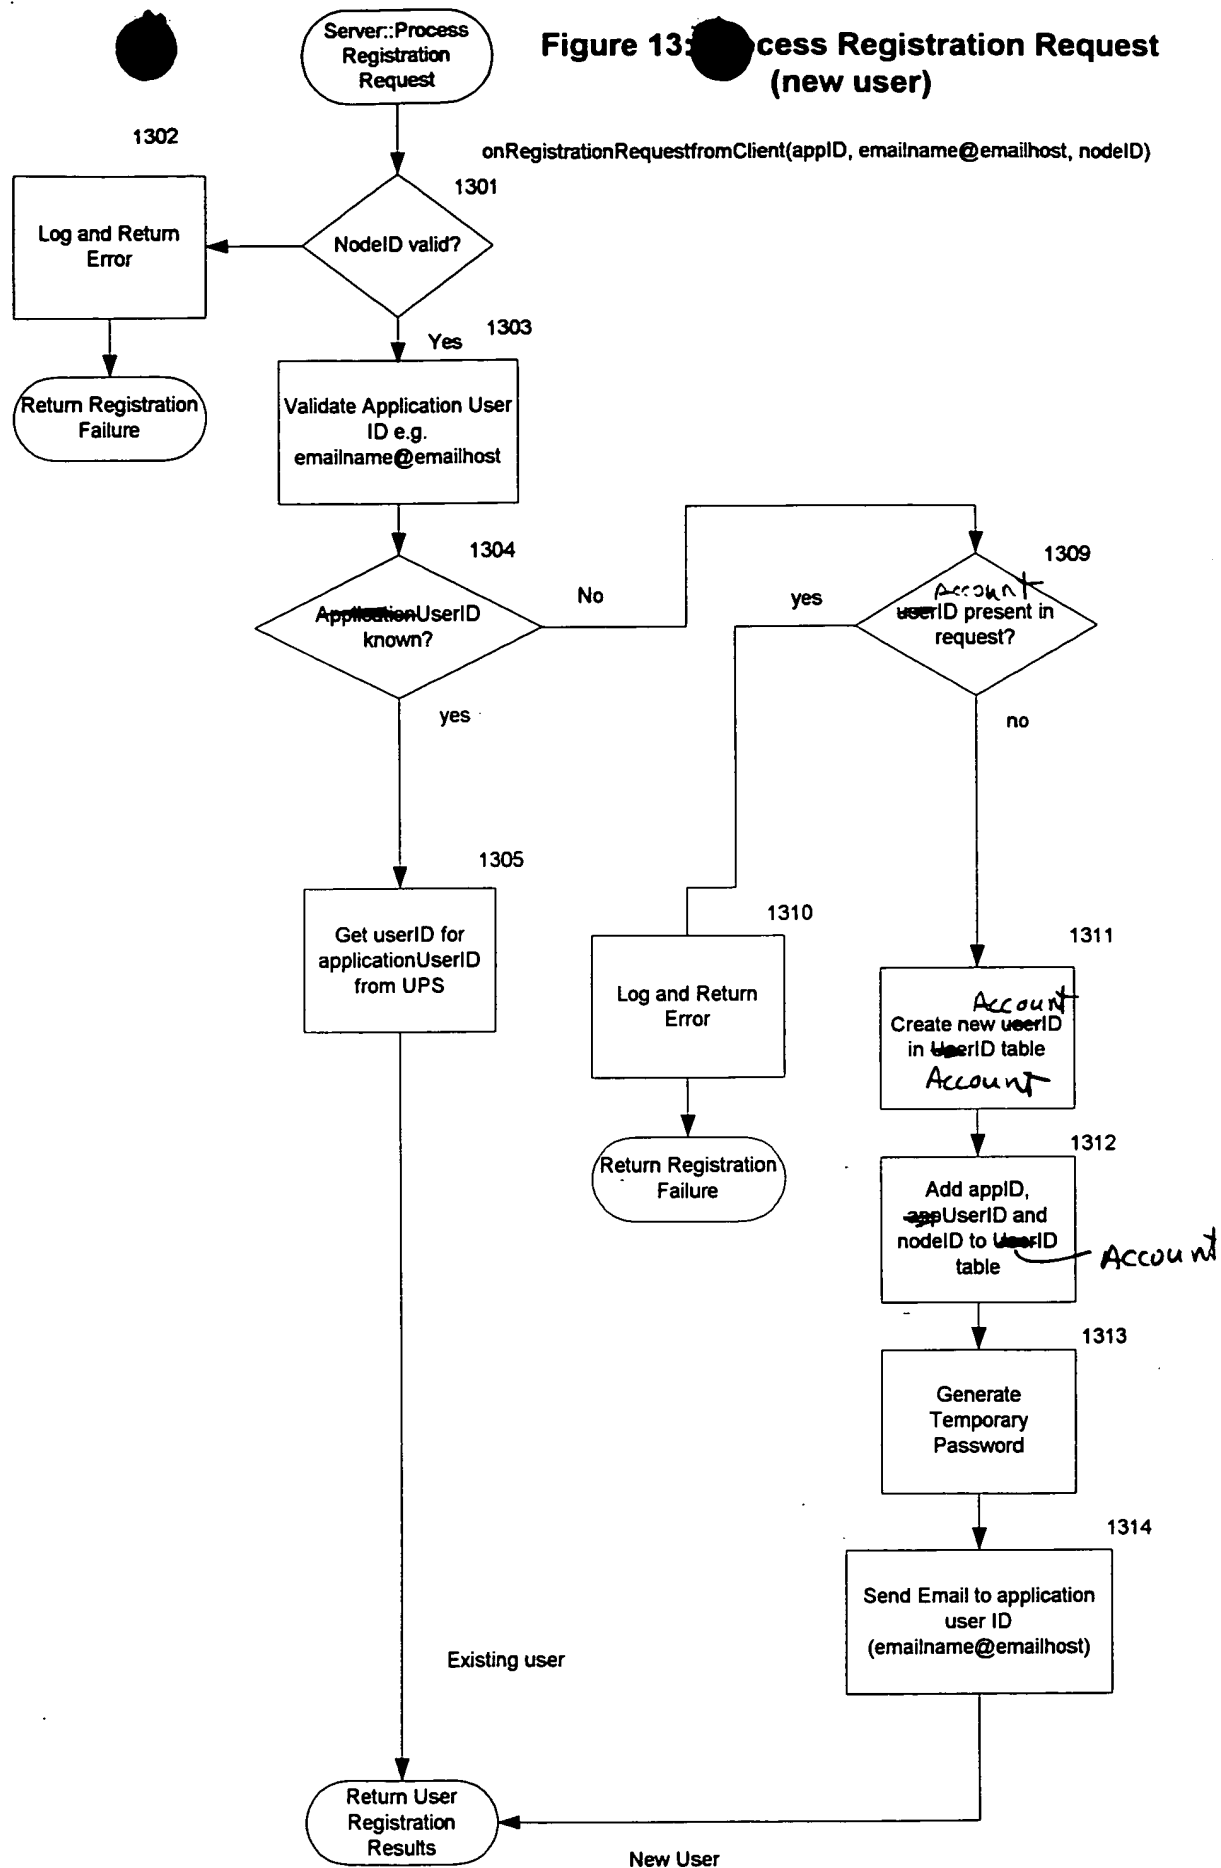 Server::Process
Registration
Request
Figure 13: cess Registration Request
(new user)
1302
onRegistrationRequestfromClient(appID, emailname@emailhost, nodeID)
1301
Log and Return
Error
NodeID valid?
1303
Yes
Return Registration
Failure
Validate Application User
ID e.g.
emailname@emailhost
1304
1309
No
yes
Account
ApplicationUserID
known?
userID present in
request?
yes
no
1305
1310
1311
Get userID for
applicationUserID
from UPS
Log and Return
Error
Account
Create new userID
in UserID table
Account
1312
Return Registration
Failure
Add appID,
appUserID and
nodeID to UserID
table
Account
1313
Generate
Temporary
Password
1314
Send Email to application
user ID
(emailname@emailhost)
Existing user
Return User
Registration
Results
New User